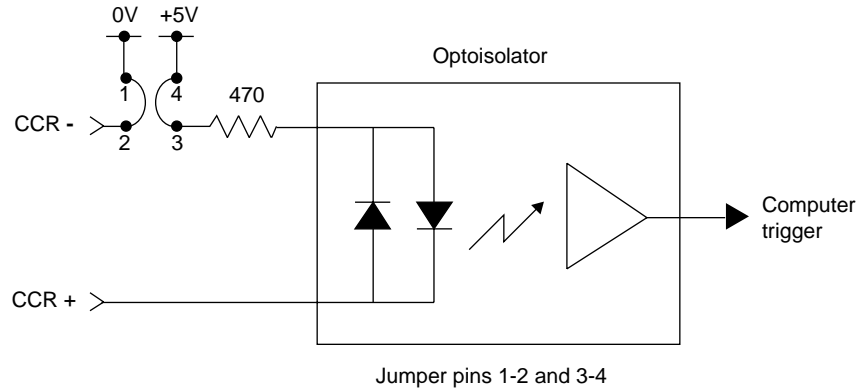 0V +5V
Optoisolator
1 4
470
CCR -
2 3
Computer
trigger
CCR +
Jumper pins 1-2 and 3-4